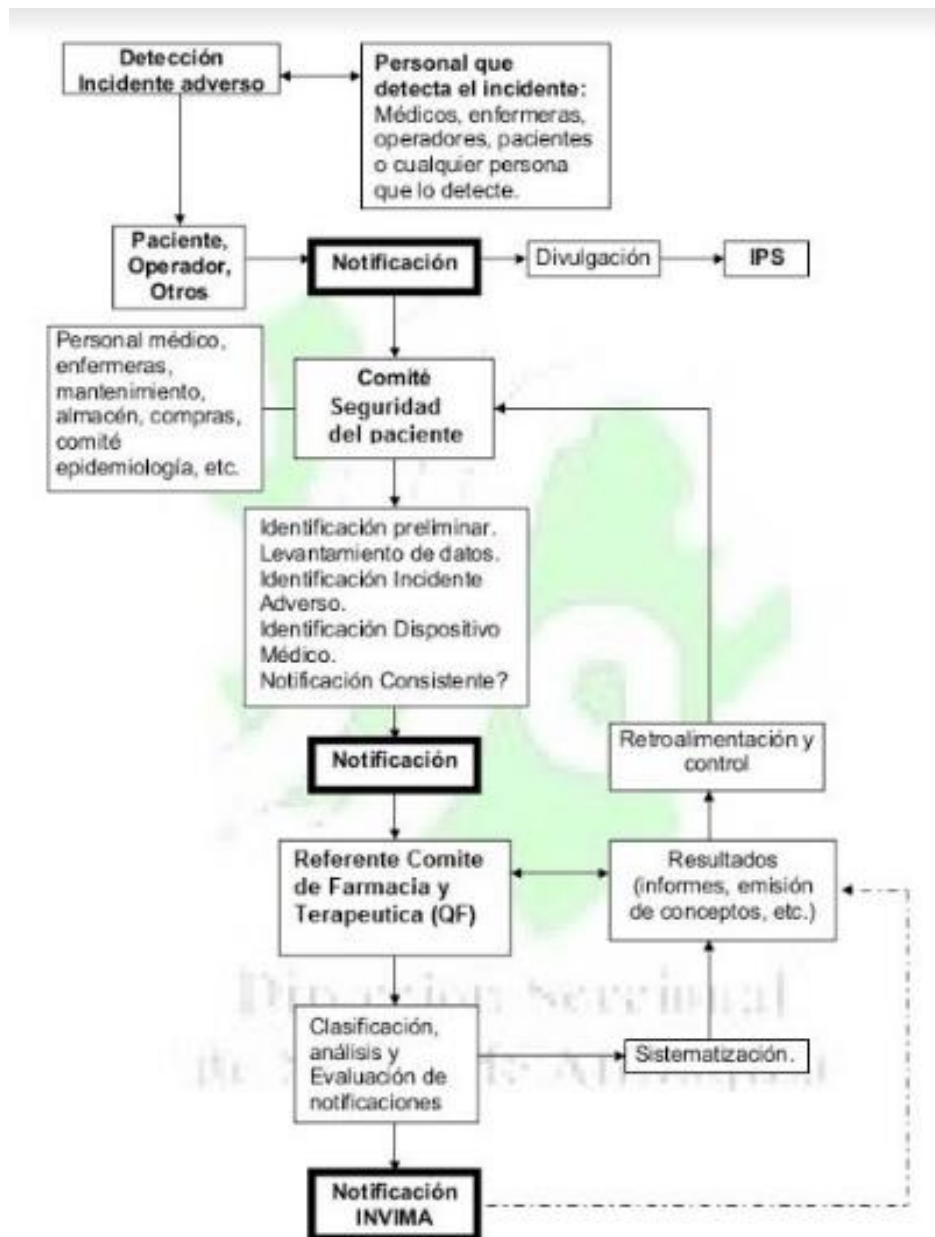 Detección
Incidente adverso
Personal que
detecta el incidente:
Médicos, enfermeras,
operadores, pacientes
o cualquier persona
que lo detecte.
Paciente,
Operador,
Otros
Notificación
Divulgación
IPS
Personal médico,
enfermeras,
mantenimiento,
almacén, compras,
comité
epidemiología, etc.
Comité
Seguridad
del paciente
Identificación preliminar.
Levantamiento de datos.
Identificación Incidente
Adverso.
Identificación Dispositivo
Médico.
Notificación Consistente?
Notificación
Retroalimentación y
control
Referente Comite
de Farmacia y
Terapeutica (QF)
Resultados
(informes, emisión
de conceptos, etc.)
Clasificación,
análisis y
Evaluación de
notificaciones
Sistematización.
Notificación
INVIMA
Dirección Seccional
de